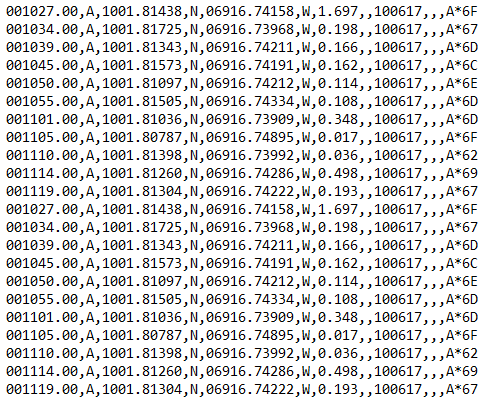 001027.00,A,1001.81438,N,06916.74158,W,1.697,,100617,,,A*6F
001034.00,A,1001.81725,N,06916.73968,W,0.198,,100617,,,A*67
001039.00,A,1001.81343,N,06916.74211,W,0.166,,100617,,,A*6D
001045.00,A,1001.81573,N,06916.74191,W,0.162,,100617,,,A*6C
001050.00,A,1001.81097,N,06916.74212,W,0.114,,100617,,,A*6E
001055.00,A,1001.81505,N,06916.74334,W,0.108,,100617,,,A*6D
001101.00,A,1001.81036,N,06916.73909,W,0.348,,100617,,,A*6D
001105.00,A,1001.80787,N,06916.74895,W,0.017,,100617,,,A*6F
001110.00,A,1001.81398,N,06916.73992,W,0.036,,100617,,,A*62
001114.00,A,1001.81260,N,06916.74286,W,0.498,,100617,,,A*69
001119.00,A,1001.81304,N,06916.74222,W,0.193,,100617,,,A*67
001027.00,A,1001.81438,N,06916.74158,W,1.697,,100617,,,A*6F
001034.00,A,1001.81725,N,06916.73968,W,0.198,,100617,,,A*67
001039.00,A,1001.81343,N,06916.74211,W,0.166,,100617,,,A*6D
001045.00,A,1001.81573,N,06916.74191,W,0.162,,100617,,,A*6C
001050.00,A,1001.81097,N,06916.74212,W,0.114,,100617,,,A*6E
001055.00,A,1001.81505,N,06916.74334,W,0.108,,100617,,,A*6D
001101.00,A,1001.81036,N,06916.73909,W,0.348,,100617,,,A*6D
001105.00,A,1001.80787,N,06916.74895,W,0.017,,100617,,,A*6F
001110.00,A,1001.81398,N,06916.73992,W,0.036,,100617,,,A*62
001114.00,A,1001.81260,N,06916.74286,W,0.498,,100617,,,A*69
001119.00,A,1001.81304,N,06916.74222,W,0.193,,100617,,,A*67